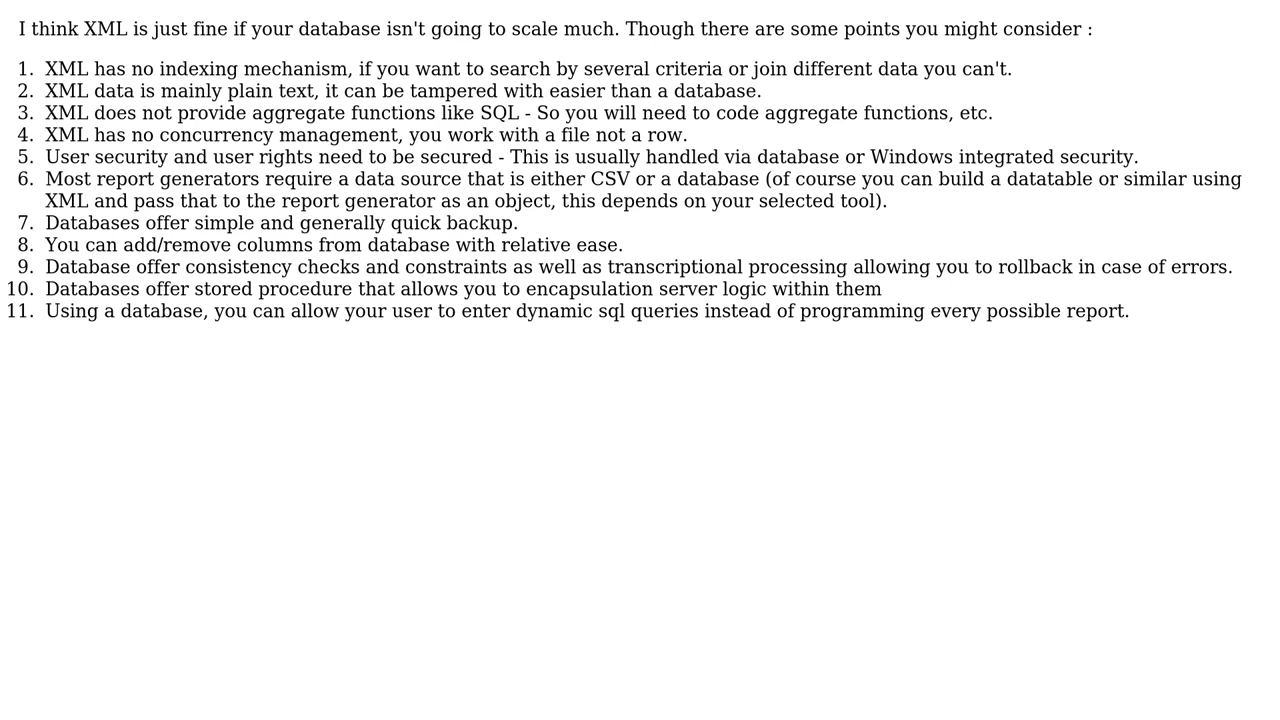 I think XML is just fine if your database isn't going to scale much. Though there are some points you might consider :
1. XML has no indexing mechanism, if you want to search by several criteria or join different data you can't.
2. XML data is mainly plain text, it can be tampered with easier than a database.
3. XML does not provide aggregate functions like SQL - So you will need to code aggregate functions, etc.
4. XML has no concurrency management, you work with a file not a row.
5. User security and user rights need to be secured - This is usually handled via database or Windows integrated security.
6. Most report generators require a data source that is either CSV or a database (of course you can build a datatable or similar using
XML and pass that to the report generator as an object, this depends on your selected tool).
7. Databases offer simple and generally quick backup.
8. You can add/remove columns from database with relative ease.
9. Database offer consistency checks and constraints as well as transcriptional processing allowing you to rollback in case of errors.
10. Databases offer stored procedure that allows you to encapsulation server logic within them
11. Using a database, you can allow your user to enter dynamic sql queries instead of programming every possible report.